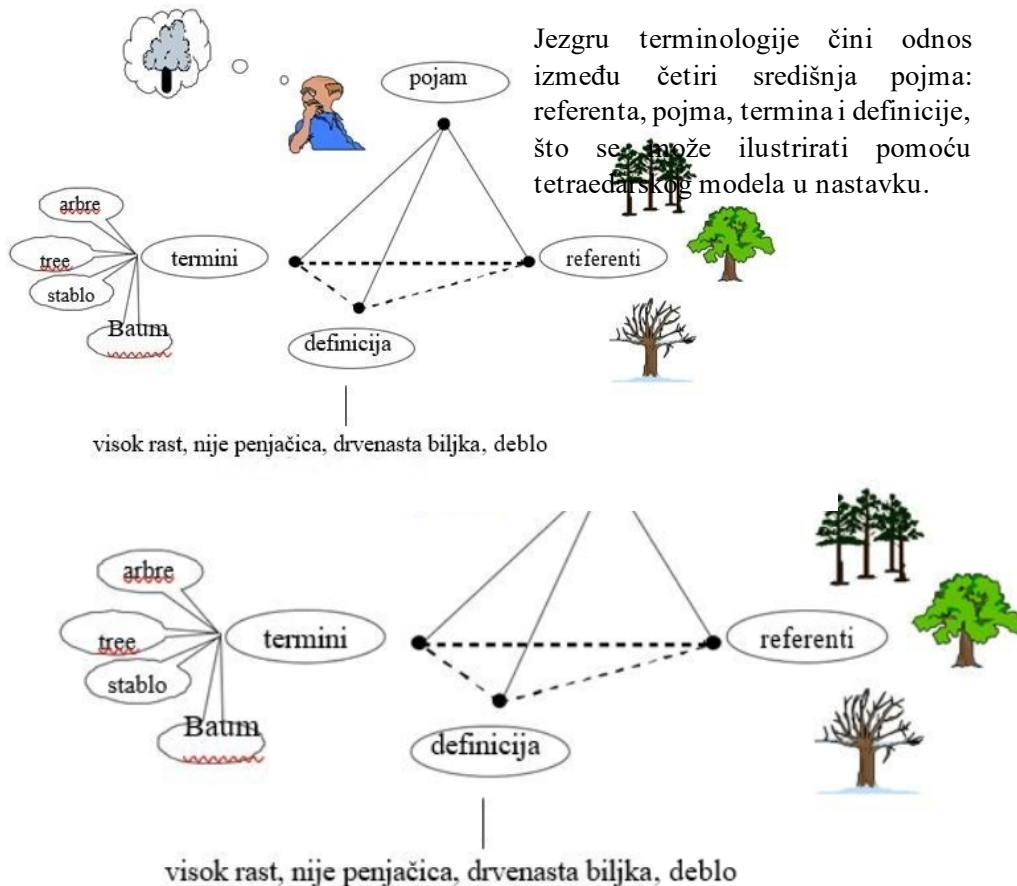 Jezgru terminologije čini odnos
između četiri središnja pojma:
referenta, pojma, termina i definicije,
što se može ilustrirati pomoću
tetraedarskog modela u nastavku.
pojam
arbre
tree
stablo
Baum
termini
referenti
definicija
visok rast, nije penjačica, drvenasta biljka, deblo
arbre
tree
stablo
Baum
termini
referenti
definicija
visok rast, nije penjačica, drvenasta biljka, deblo